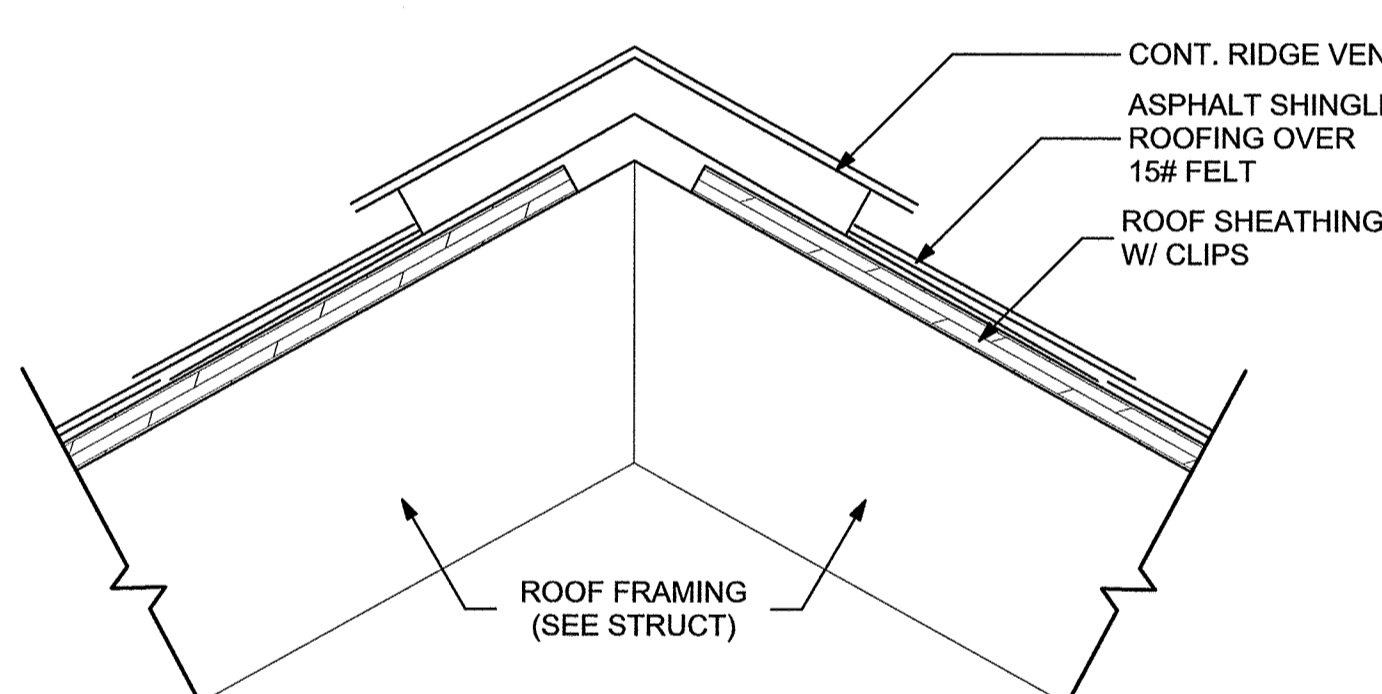 CONT. RIDGE VEN
ASPHALT SHINGL
ROOFING OVER
15# FELT
ROOF SHEATHING
W/ CLIPS
ROOF FRAMING
(SEE STRUCT)